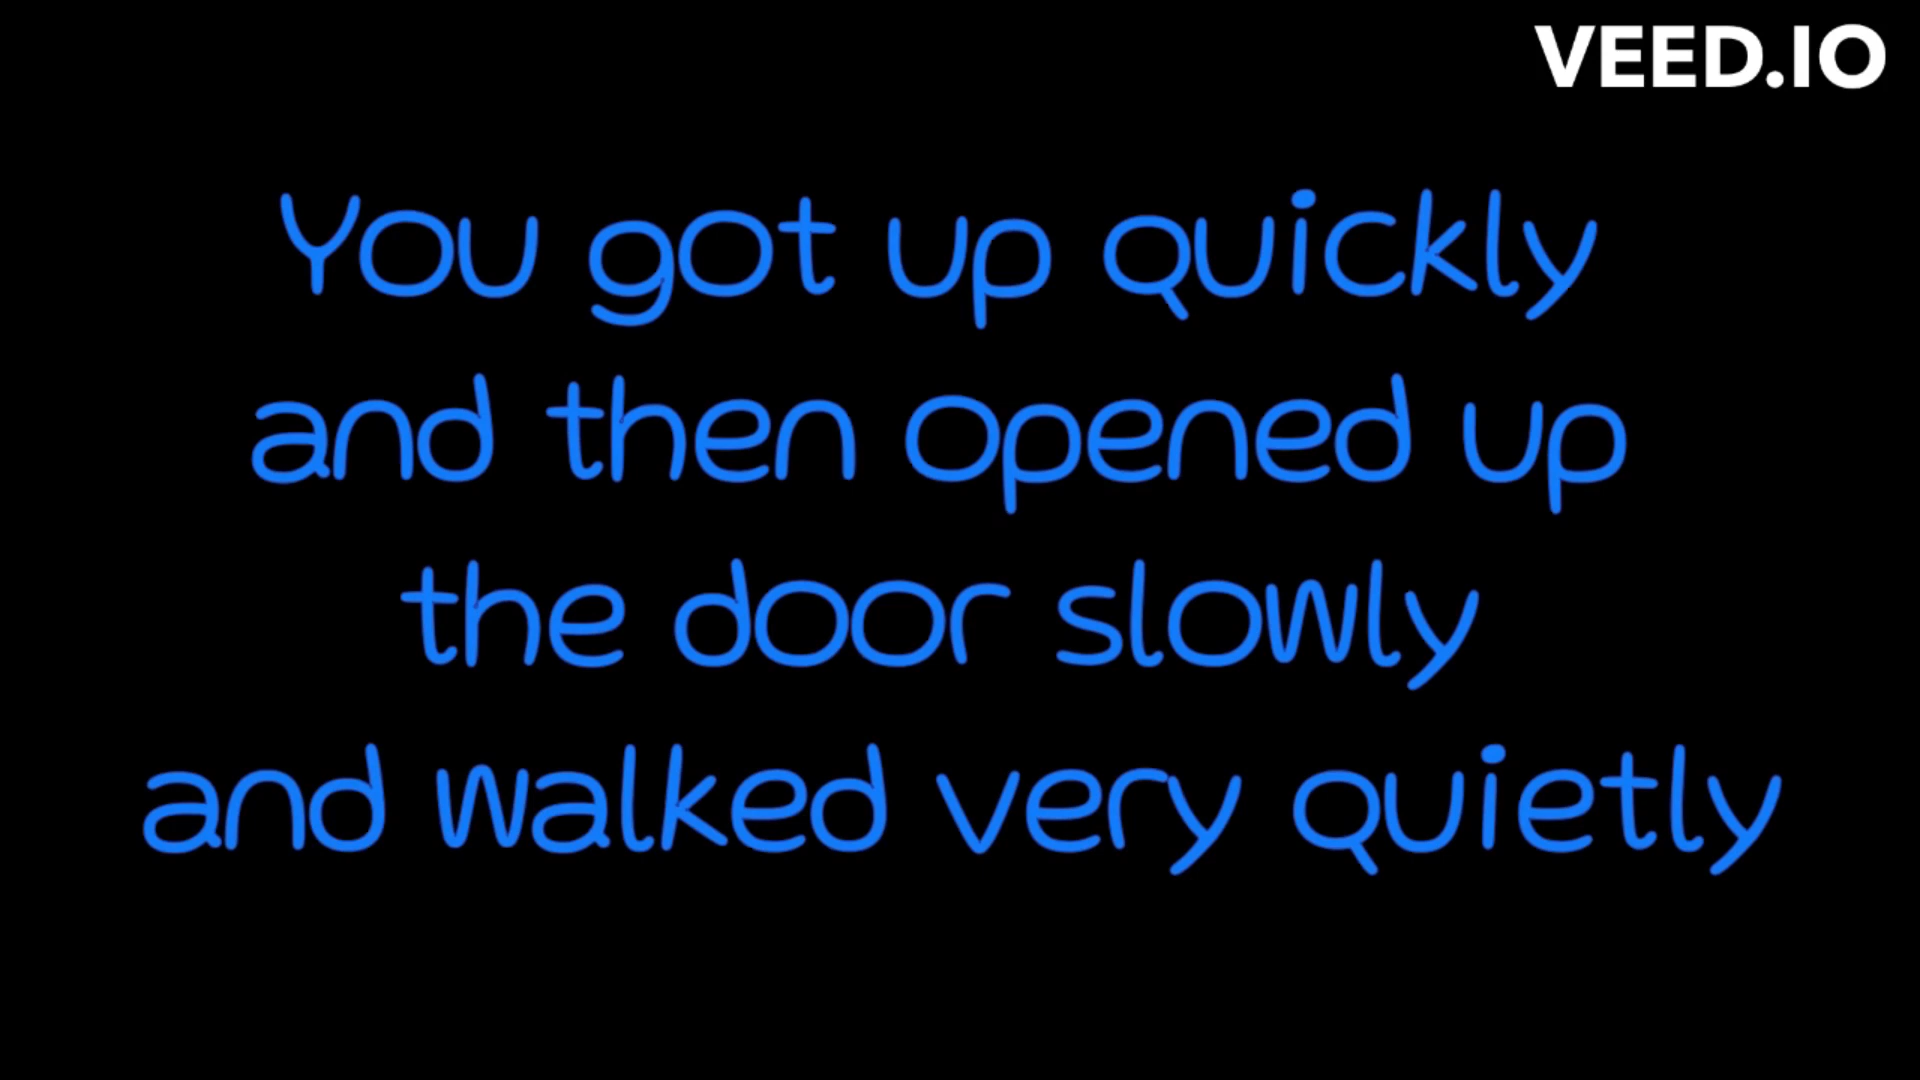 VEED.IO
You got up quickly
and then opened up
the door slowly
and walked very quietly